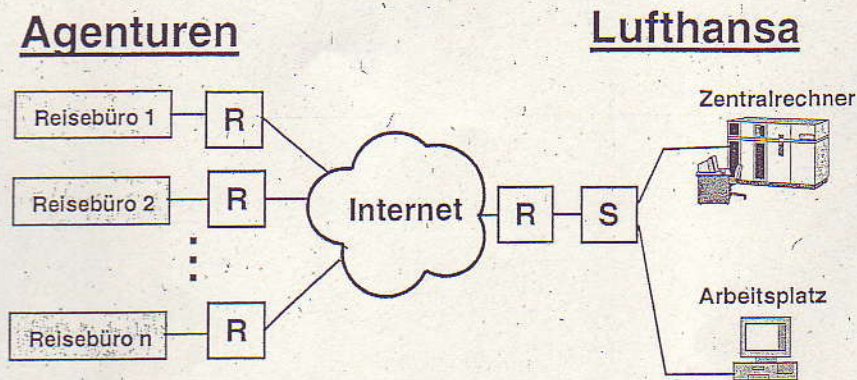 Agenturen
Lufthansa
Zentralrechner
Reisebüro 1
R
Reisebüro 2
R
Internet
R
S
Arbeitsplatz
Reisebüro n
R